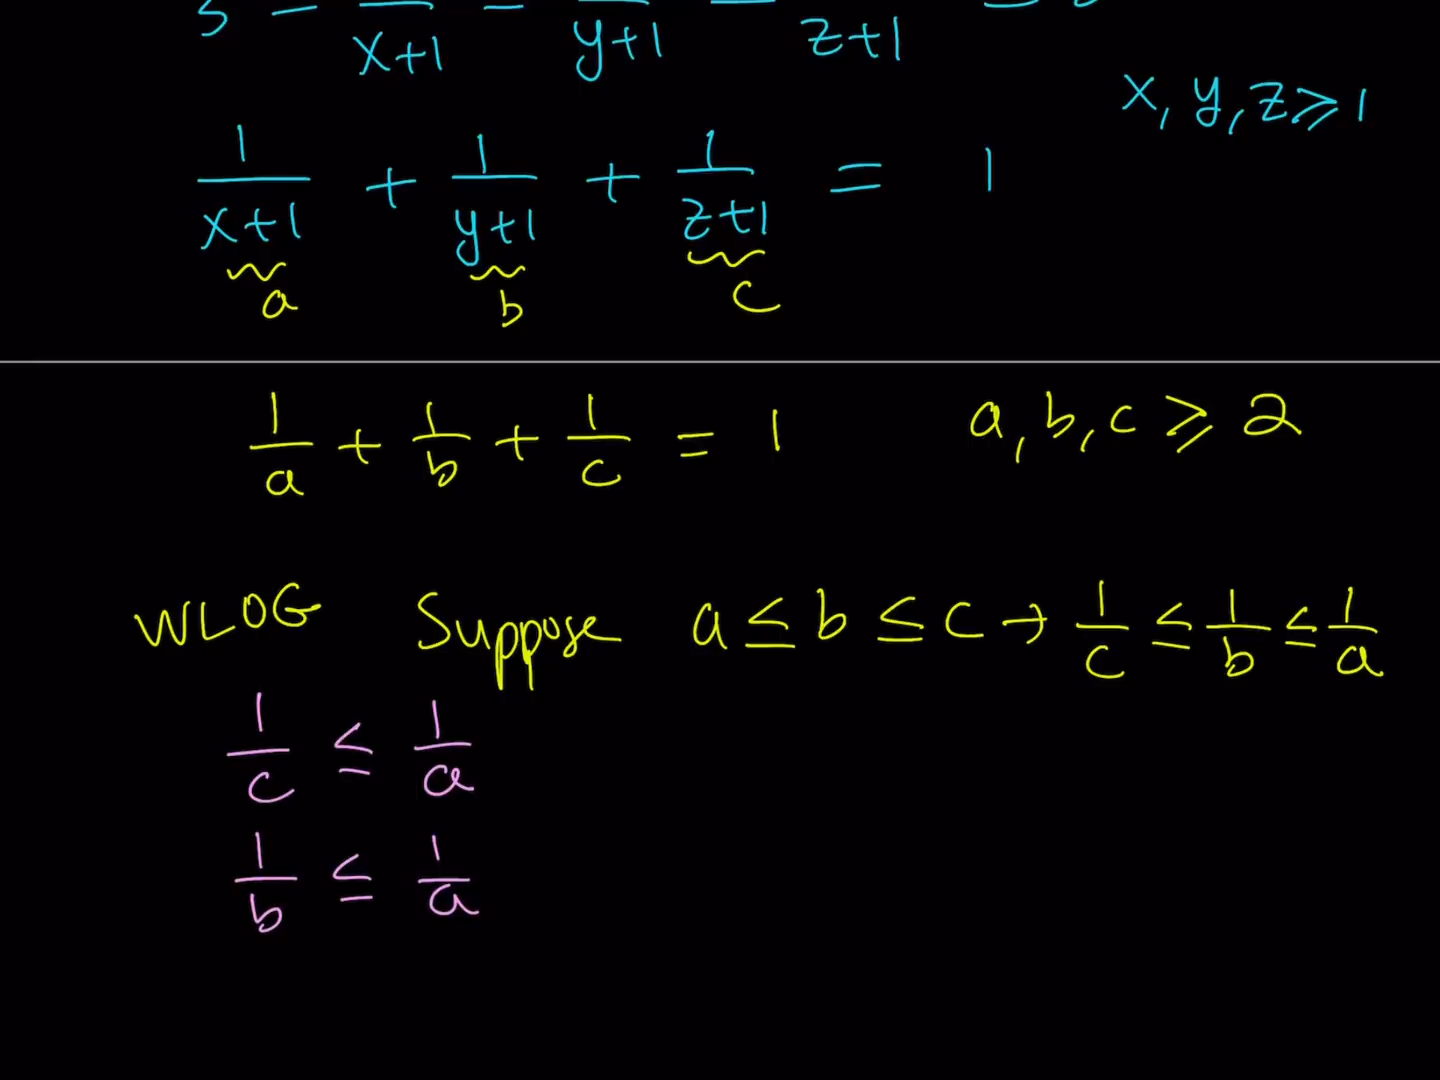 3 - — - — - — = 
x+1 y+1 z+1
x, y, z ≥ 1
1/(x+1) + 1/(y+1) + 1/(z+1) = 1
a b c
1/a + 1/b + 1/c = 1 a, b, c ≥ 2
WLOG Suppose a ≤ b ≤ c → 1/c ≤ 1/b ≤ 1/a
1/c ≤ 1/a
1/b ≤ 1/a